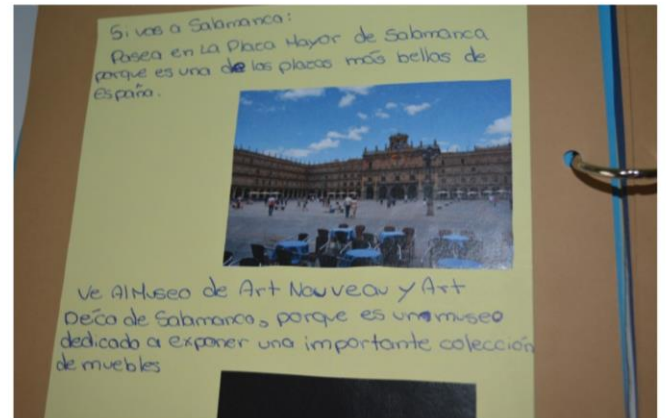 Si vas a Salamanca:
Pasea en La Plaza Mayor de Salamanca
porque es una de las plazas más bellas de
España.
Ve Al Museo de Art Nouveau y Art
Deco de Salamanca, porque es un museo
dedicado a exponer una importante colección
de muebles